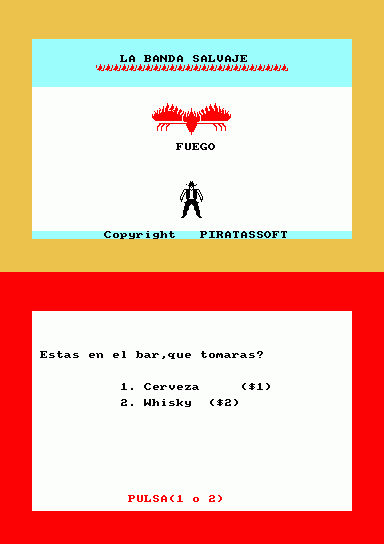 LA BANDA SALVAJE
FUEGO
Copyright PIRATASSOFT
Estas en el bar,que tomaras?
1. Cerveza ($1)
2. Whisky ($2)
PULSA(1 o 2)